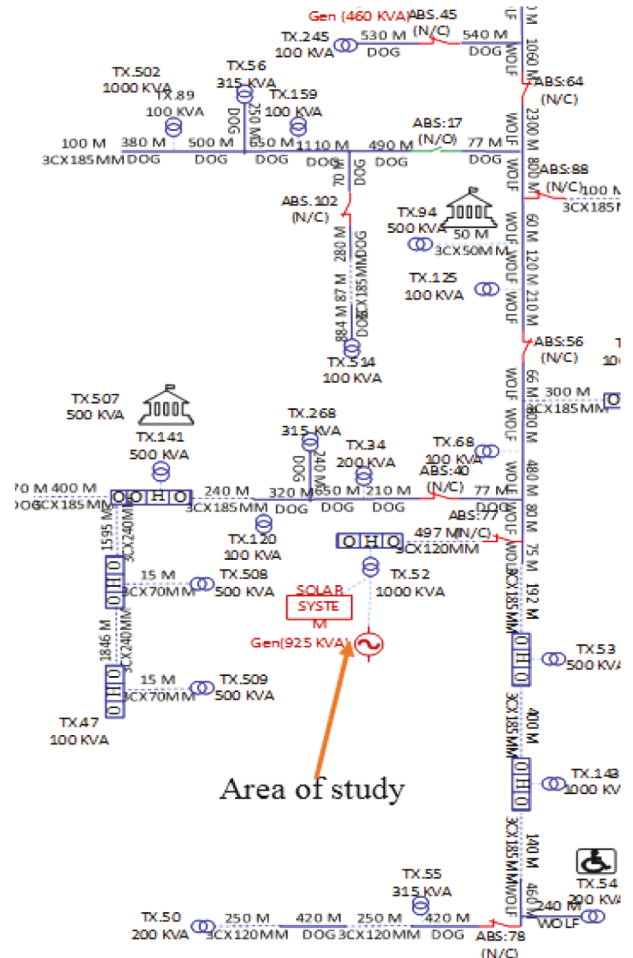 Gen (460 KVA)
ABS.45
(N/C)
WOLF
TX.245
100 KVA
530 M
DOG
540 M
DOG
WOLF
1060 M
TX.502
1000 KVA
TX.56
315 KVA
TX.89
100 KVA
TX.159
100 KVA
250 M
DOG
ABS:64
(N/C)
WOLF
2300 M
100 M
3CX185MM
380 M
DOG
500 M
DOG
650 M
DOG
1110 M
DOG
490 M
DOG
ABS:17
(N/O)
77 M
DOG
WOLF
800 M
ABS:88
(N/C)
100 M
3CX185M
70 M
DOG
ABS.102
(N/C)
TX.94
500 KVA
50 M
3CX50MM
WOLF
60 M
WOLF
120 M
280 M
DOG
TX.125
100 KVA
WOLF
210 M
87 M
3CX185MM
884 M
DOG
TX.514
100 KVA
ABS:56
(N/C)
WOLF
66 M
300 M
3CX185MM
TX.507
500 KVA
TX.141
500 KVA
TX.268
315 KVA
240 M
DOG
TX.34
200 KVA
TX.68
100 KVA
WOLF
800 M
WOLF
480 M
70 M
DOG
400 M
3CX185MM
O O H O
240 M
3CX185MM
320 M
DOG
650 M
DOG
210 M
DOG
ABS:40
(N/C)
77 M
DOG
WOLF
80 M
TX.120
100 KVA
O H O
497 M
3CX120MM
ABS:77
(N/C)
WOLF
75 M
1595 M
3CX240MM
TX.52
1000 KVA
O H O
15 M
3CX70MM
TX.508
500 KVA
SOLAR
SYSTE
M
Gen(925 KVA)
3CX185MM
192 M
O H O
TX.53
500 KVA
1846 M
3CX240MM
O H O
15 M
3CX70MM
TX.509
500 KVA
TX.47
100 KVA
3CX185MM
400 M
Area of study
O H O
TX.143
1000 KVA
3CX185MM
140 M
TX.55
315 KVA
WOLF
460 M
TX.54
200 KVA
240 M
WOLF
TX.50
200 KVA
250 M
3CX120MM
420 M
DOG
250 M
3CX120MM
420 M
DOG
ABS:78
(N/C)